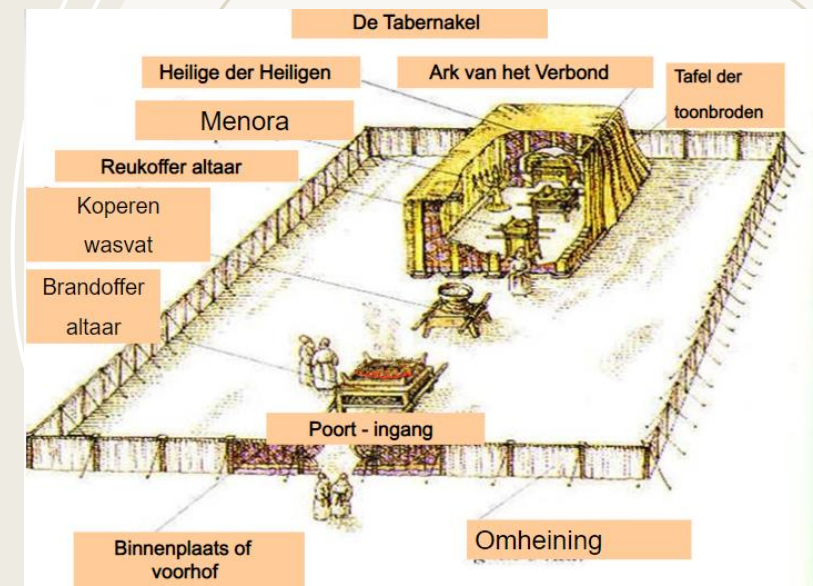 De Tabernakel
Heilige der Heiligen
Ark van het Verbond
Tafel der
toonbroden
Menora
Reukoffer altaar
Koperen
wasvat
Brandoffer
altaar
Poort - ingang
Binnenplaats of
voorhof
Omheining